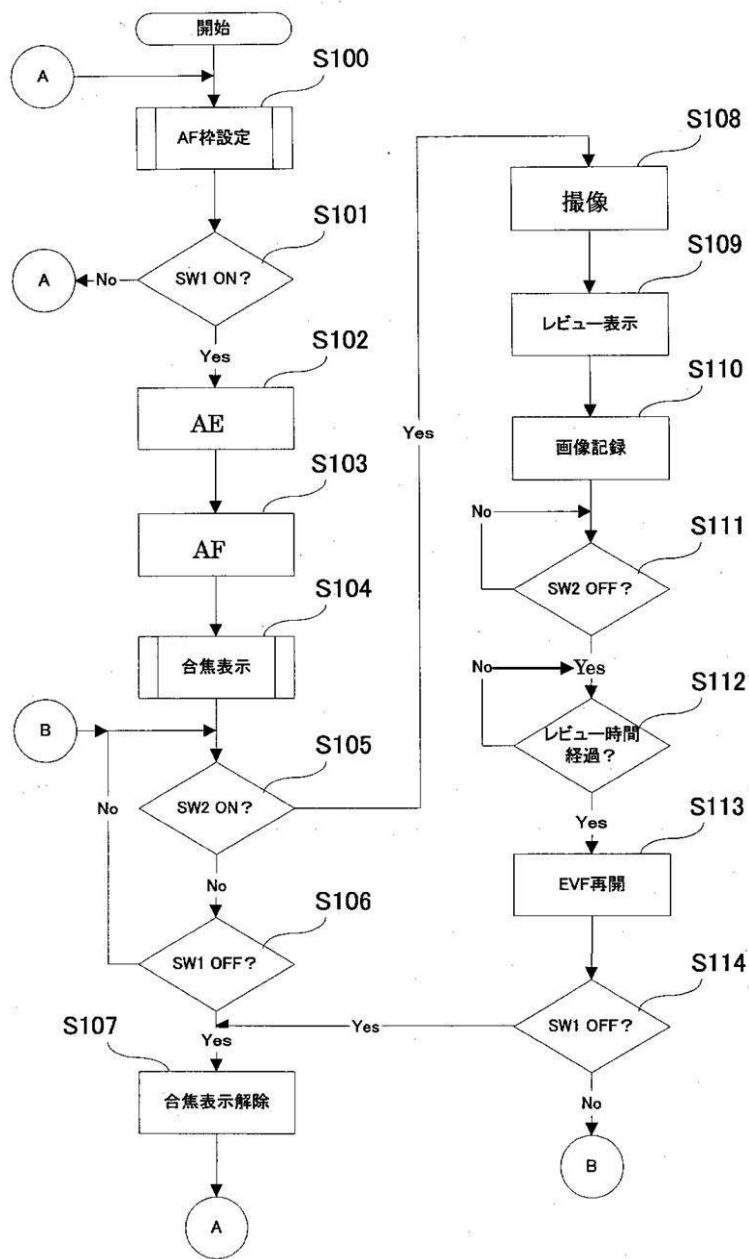 開始
A
S100
AF枠設定
S101
SW1 ON?
No
A
Yes
S102
AE
S103
AF
S104
合焦表示
B
S105
SW2 ON?
No
Yes
No
S106
SW1 OFF?
Yes
S107
合焦表示解除
A
S108
撮像
S109
レビュー表示
S110
画像記録
No
S111
SW2 OFF?
No
Yes
S112
レビュー時間
経過?
Yes
S113
EVF再開
S114
SW1 OFF?
Yes
No
B